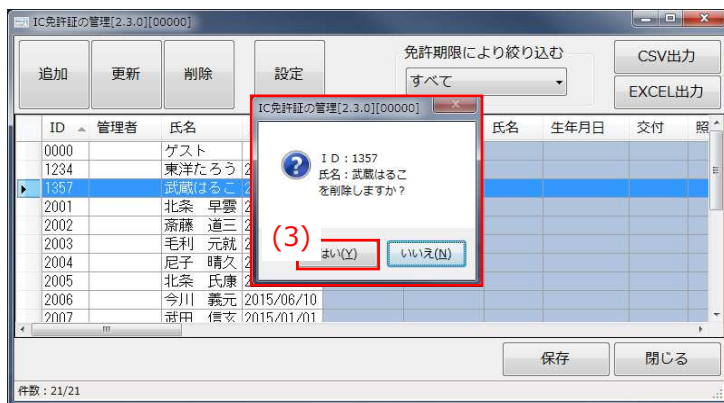 IC免許証の管理[2.3.0][00000]
追加
更新
削除
設定
免許期限により絞り込む
すべて
CSV出力
EXCEL出力
IC免許証の管理[2.3.0][00000]
ID：1357
氏名：武蔵はるこ
を削除しますか？
(3)
はい(Y)
いいえ(N)
ID 管理者 氏名 氏名 生年月日 交付 照
0000 ゲスト
1234 東洋たろう 2
1357 武蔵はるこ 2
2001 北条 早雲 2
2002 斎藤 道三 2
2003 毛利 元就 2
2004 尼子 晴久 2
2005 北条 氏康 2
2006 今川 義元 2015/06/10
2007 武田 信玄 2015/01/01
保存
閉じる
件数：21/21